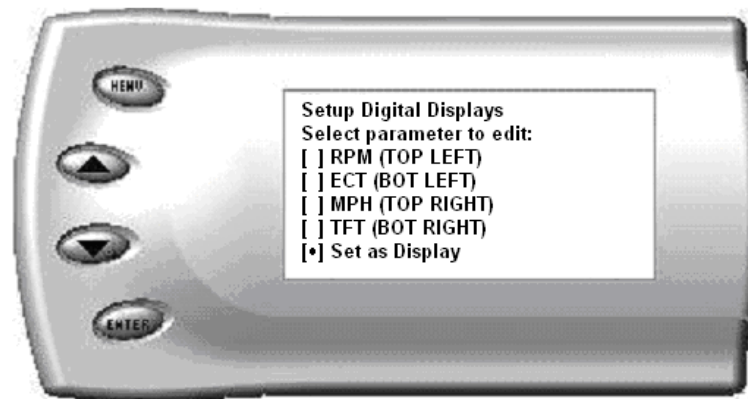 MENU
Setup Digital Displays
Select parameter to edit:
[ ] RPM (TOP LEFT)
[ ] ECT (BOT LEFT)
[ ] MPH (TOP RIGHT)
[ ] TFT (BOT RIGHT)
[•] Set as Display
ENTER